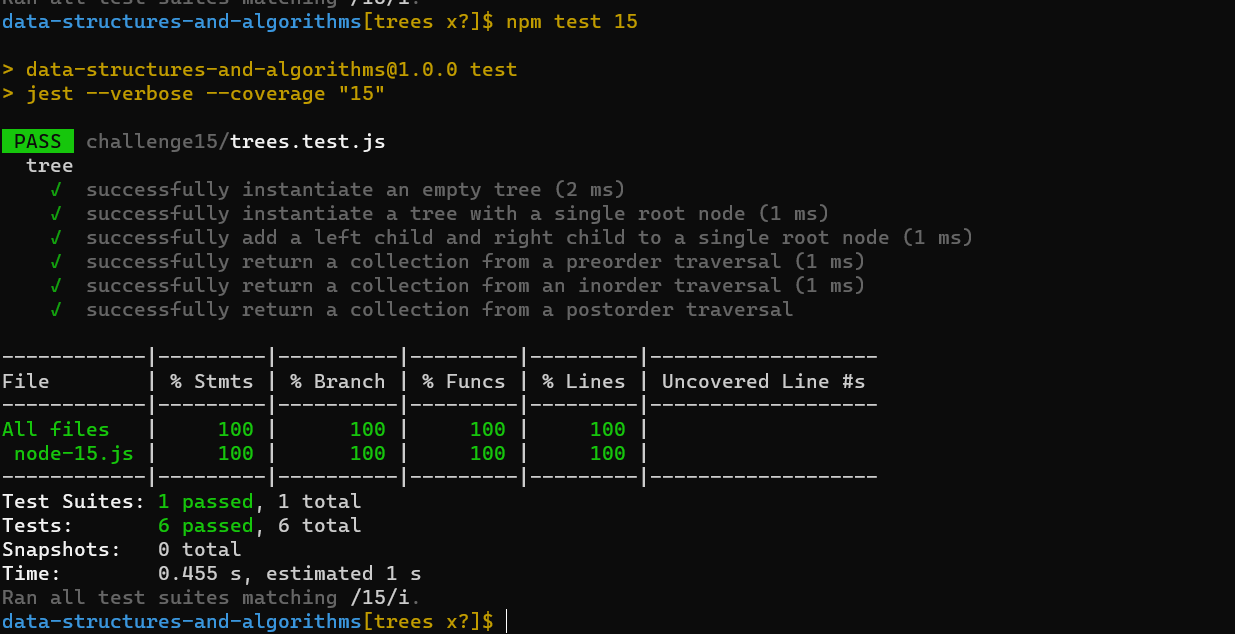 Ran all test suites matching /16/i.
data-structures-and-algorithms[trees x?]$ npm test 15
> data-structures-and-algorithms@1.0.0 test
> jest --verbose --coverage "15"
PASS challenge15/trees.test.js
tree
√ successfully instantiate an empty tree (2 ms)
√ successfully instantiate a tree with a single root node (1 ms)
√ successfully add a left child and right child to a single root node (1 ms)
√ successfully return a collection from a preorder traversal (1 ms)
√ successfully return a collection from an inorder traversal (1 ms)
√ successfully return a collection from a postorder traversal
------------|---------|----------|---------|---------|-------------------
File        | % Stmts | % Branch | % Funcs | % Lines | Uncovered Line #s
------------|---------|----------|---------|---------|-------------------
All files   |     100 |      100 |     100 |     100 |
 node-15.js |     100 |      100 |     100 |     100 |
------------|---------|----------|---------|---------|-------------------
Test Suites: 1 passed, 1 total
Tests:       6 passed, 6 total
Snapshots:   0 total
Time:        0.455 s, estimated 1 s
Ran all test suites matching /15/i.
data-structures-and-algorithms[trees x?]$